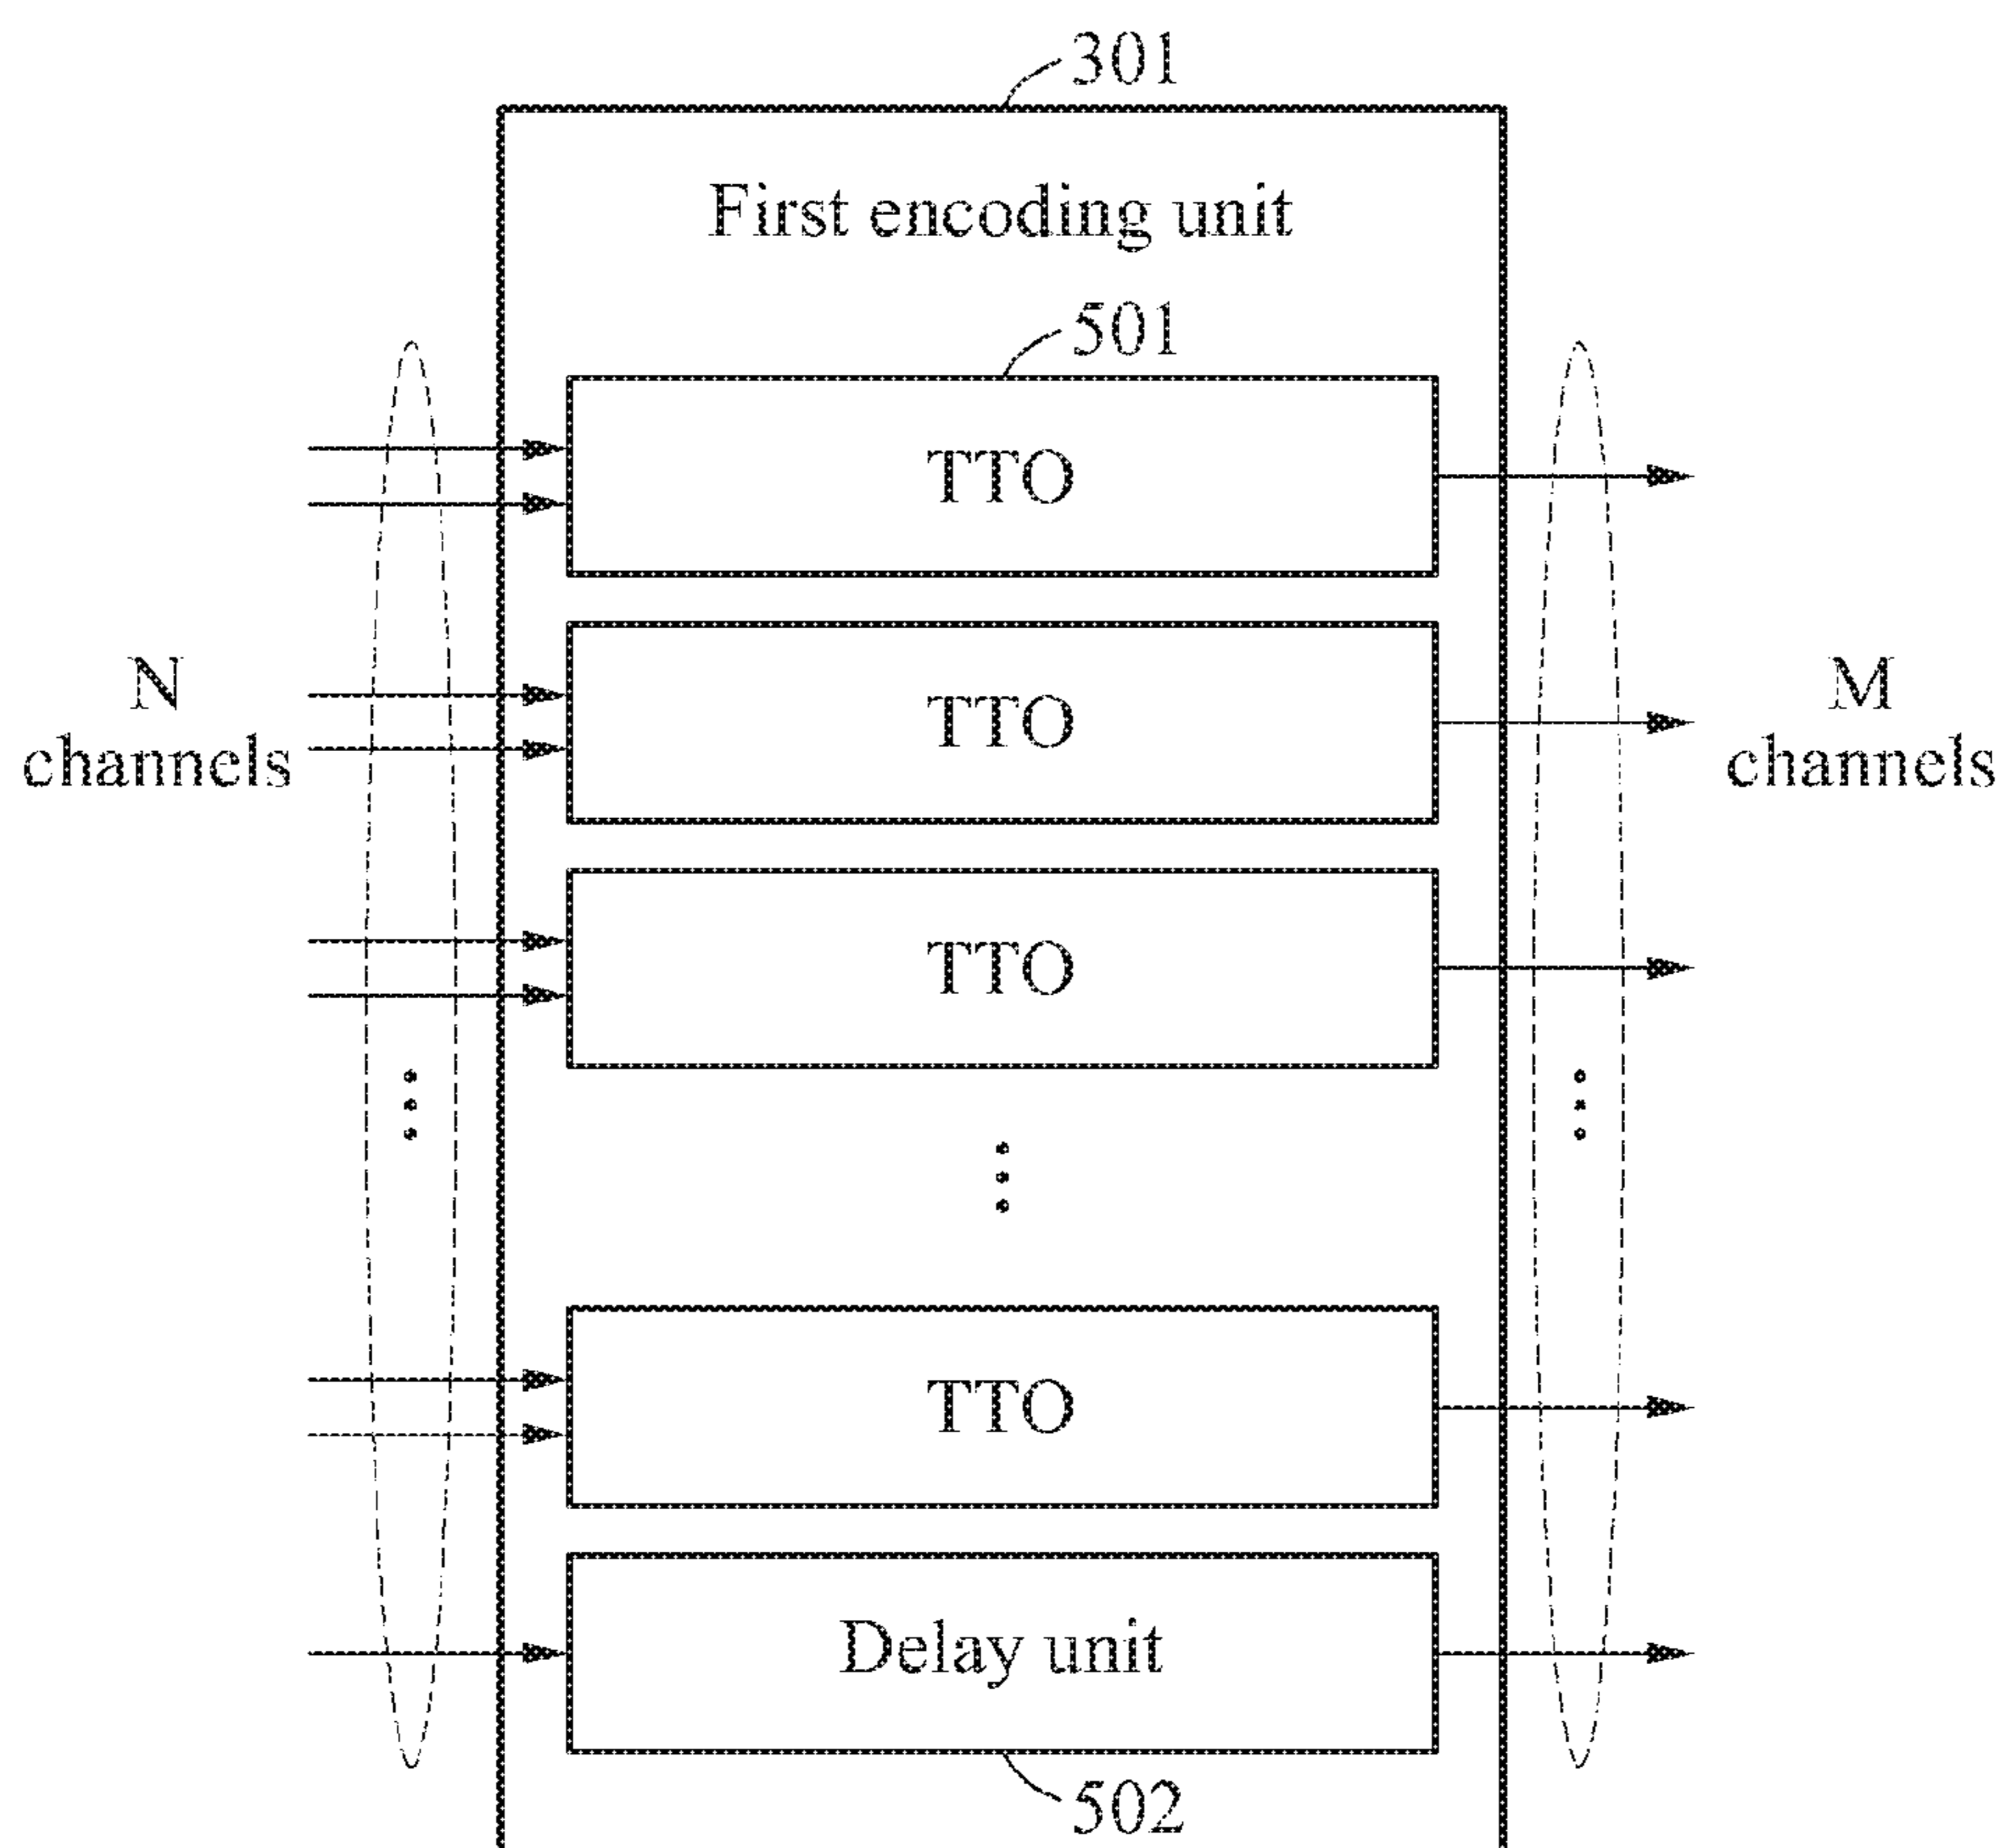 301
First encoding unit
501
TTO
N
channels
TTO
M
channels
TTO
TTO
Delay unit
502